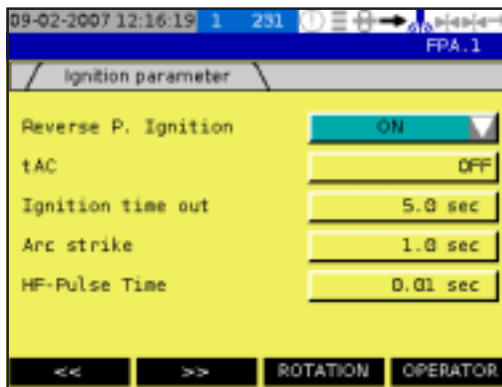 09-02-2007 12:16:19 1 231
FPA.1
Ignition parameter
Reverse P. Ignition ON
tAC OFF
Ignition time out 5.0 sec
Arc strike 1.0 sec
HF-Pulse Time 0.01 sec
<< >> ROTATION OPERATOR